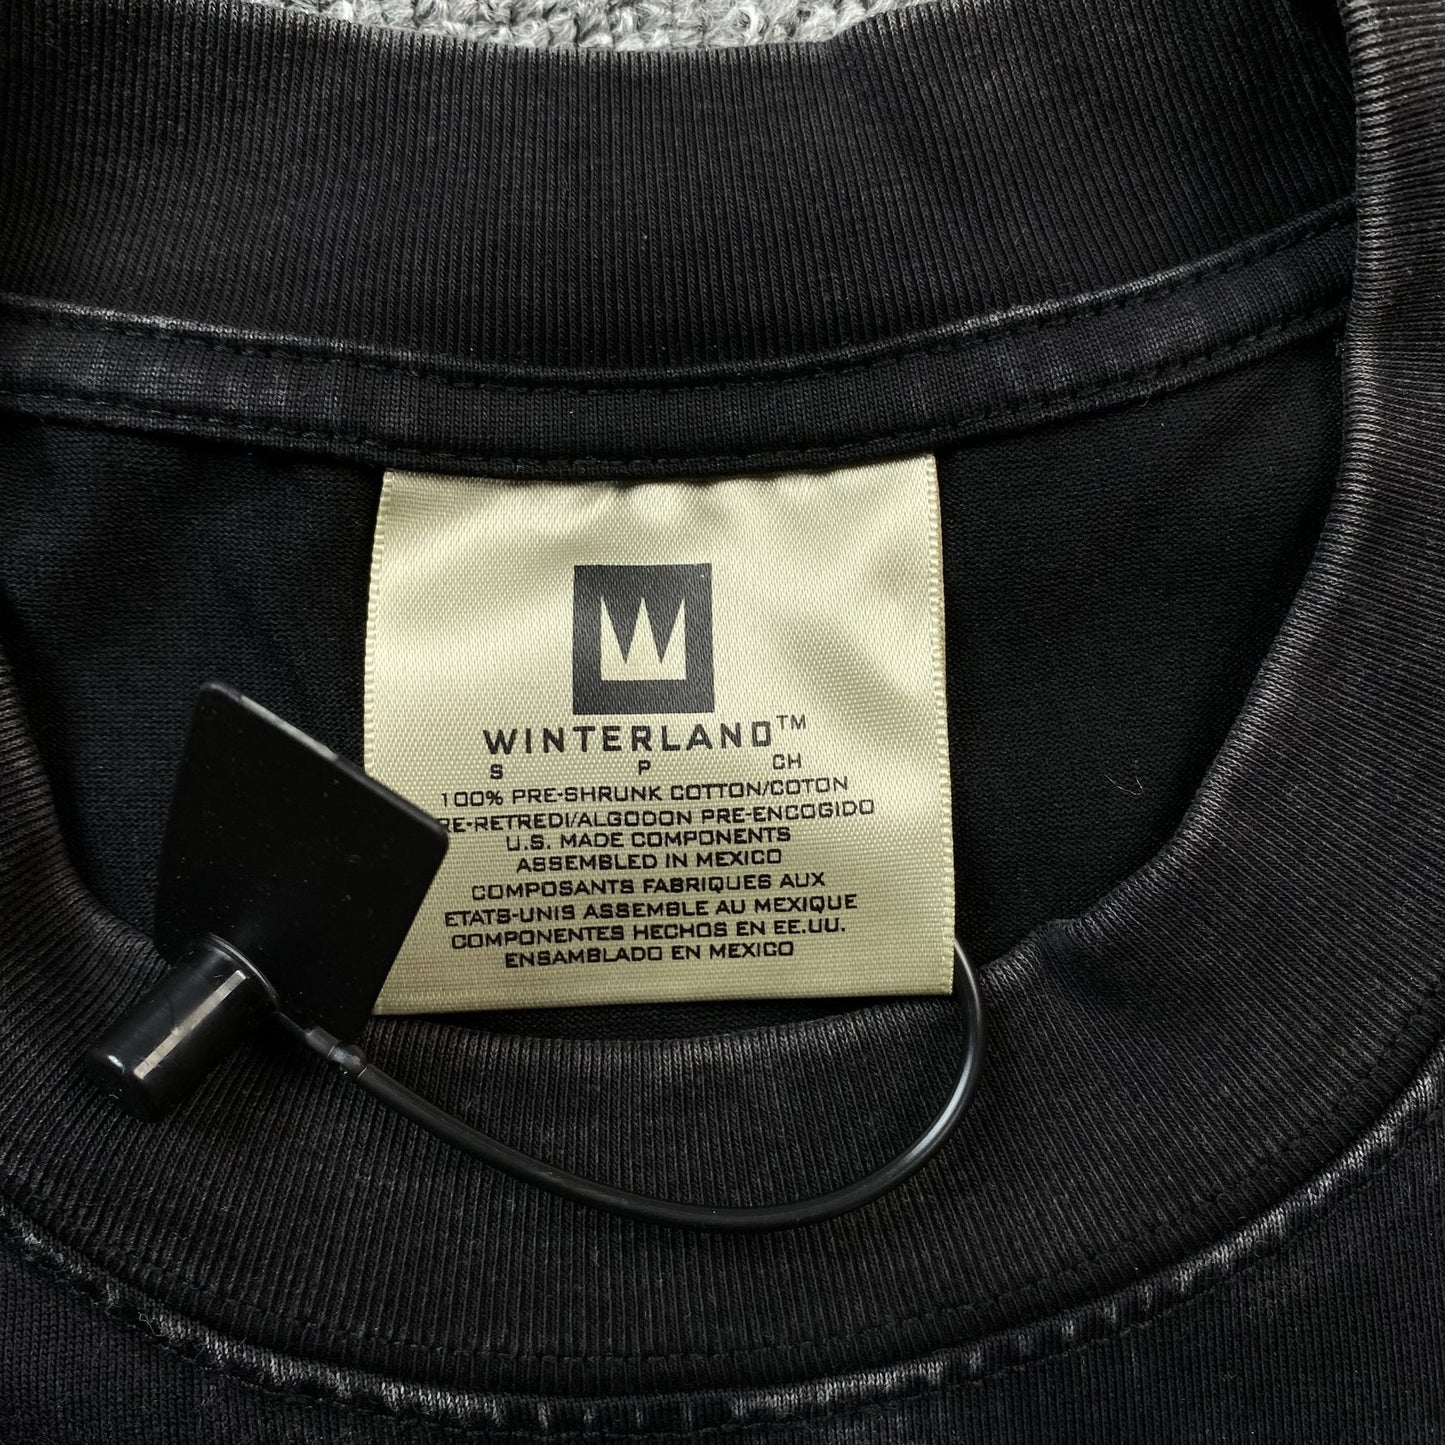 W
WINTERLAND™
S P CH
100% PRE-SHRUNK COTTON/COTON
RE-RETREDI/ALGODON PRE-ENCOGIDO
U.S. MADE COMPONENTS
ASSEMBLED IN MEXICO
COMPOSANTS FABRIQUES AUX
ETATS-UNIS ASSEMBLE AU MEXIQUE
COMPONENTES HECHOS EN EE.UU.
ENSAMBLADO EN MEXICO